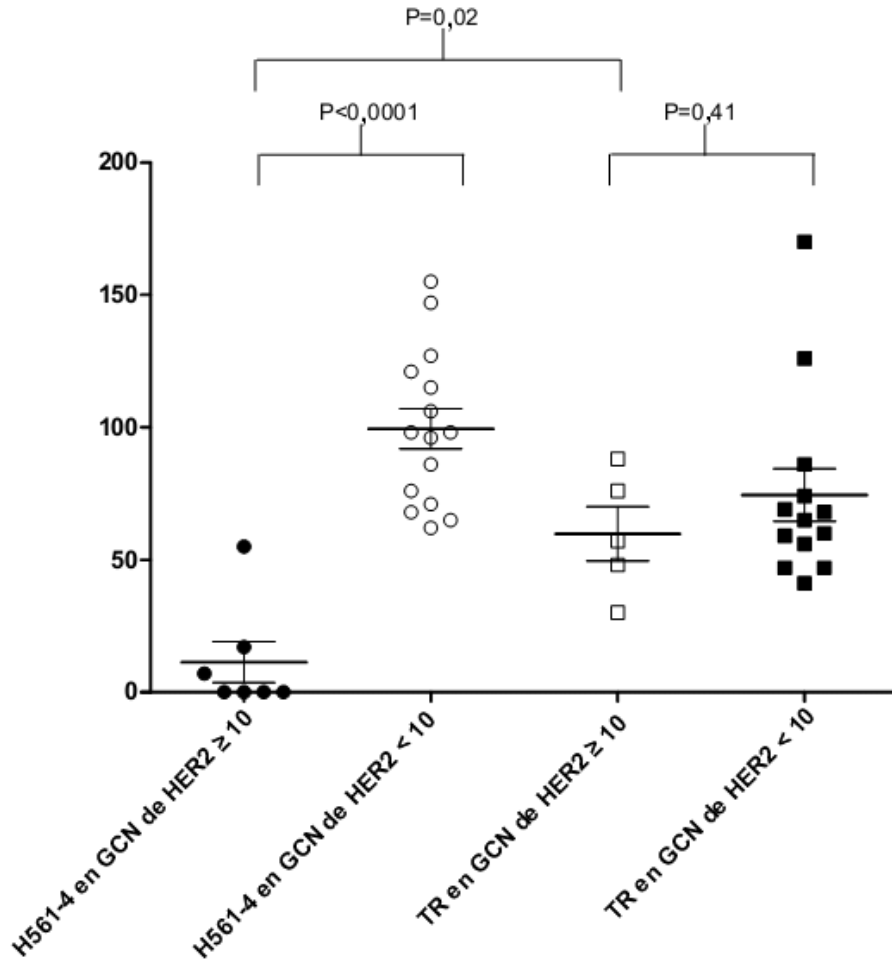 P=0,02
P<0,0001
P=0,41
200
150
100
50
0
H561-4 en GCN de HER2 ≥ 10
H561-4 en GCN de HER2 < 10
TR en GCN de HER2 ≥ 10
TR en GCN de HER2 < 10